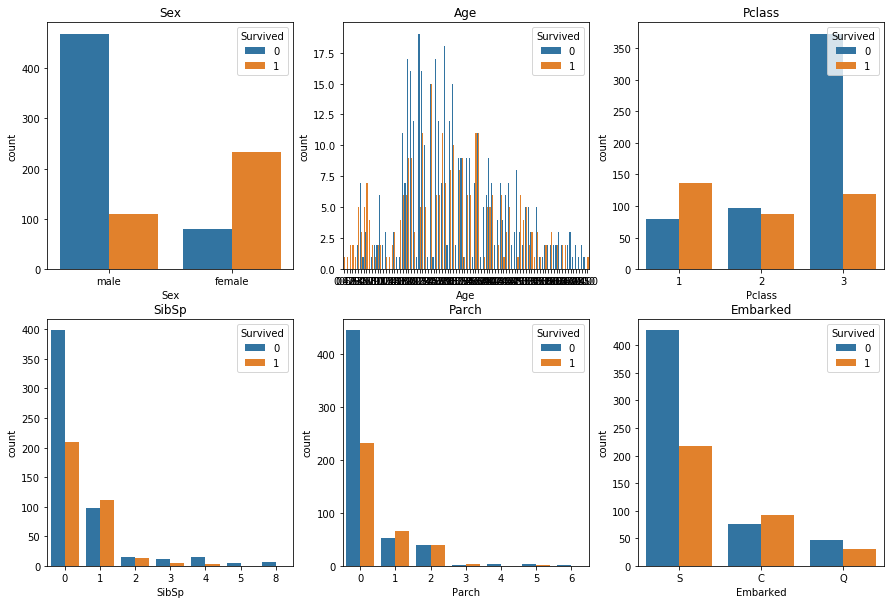 Sex
Survived
0
1
count
400
300
200
100
0
male
female
Sex
Age
Survived
0
1
count
17.5
15.0
12.5
10.0
7.5
5.0
2.5
0.0
Age
Pclass
Survived
0
1
count
350
300
250
200
150
100
50
0
1
2
3
Pclass
SibSp
Survived
0
1
count
400
350
300
250
200
150
100
50
0
0
1
2
3
4
5
8
SibSp
Parch
Survived
0
1
count
400
300
200
100
0
0
1
2
3
4
5
6
Parch
Embarked
Survived
0
1
count
400
350
300
250
200
150
100
50
0
S
C
Q
Embarked